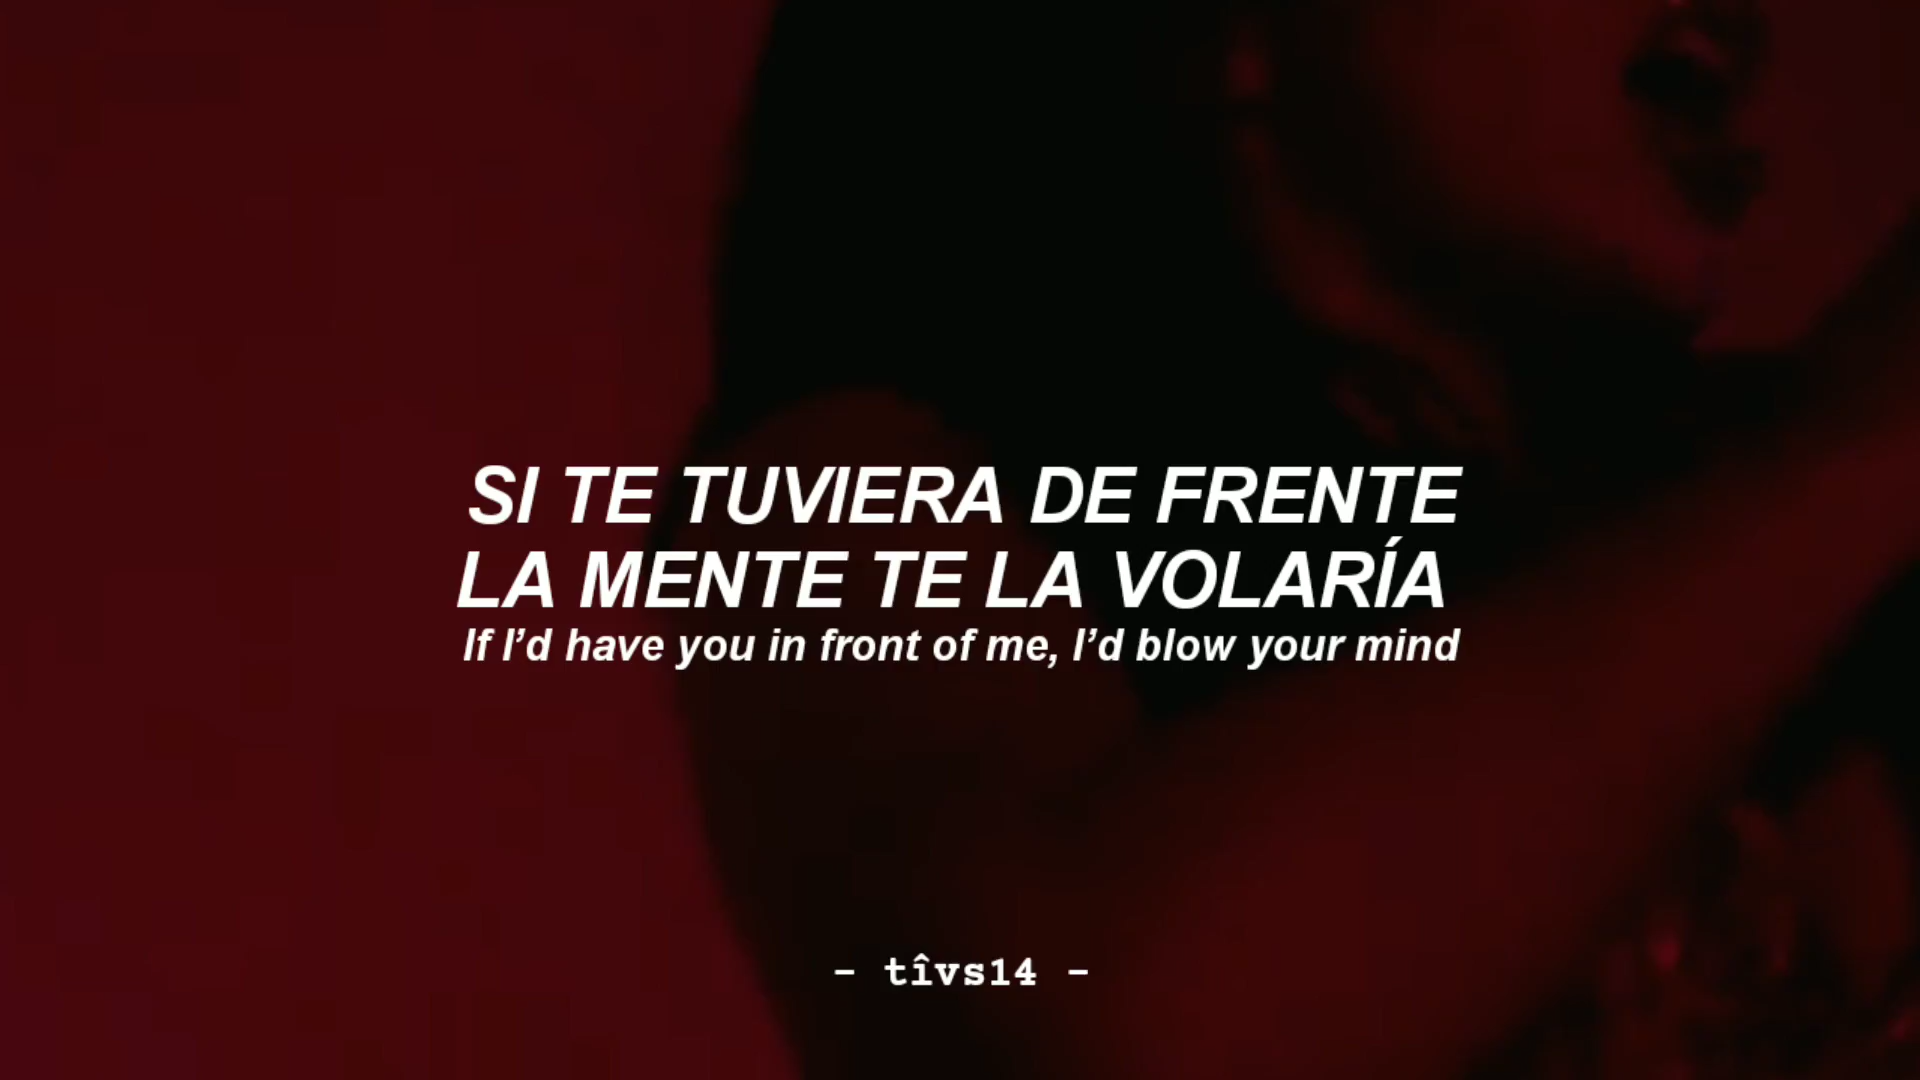 SI TE TUVIERA DE FRENTE
LA MENTE TE LA VOLARÍA
If I’d have you in front of me, I’d blow your mind
- tîvs14 -